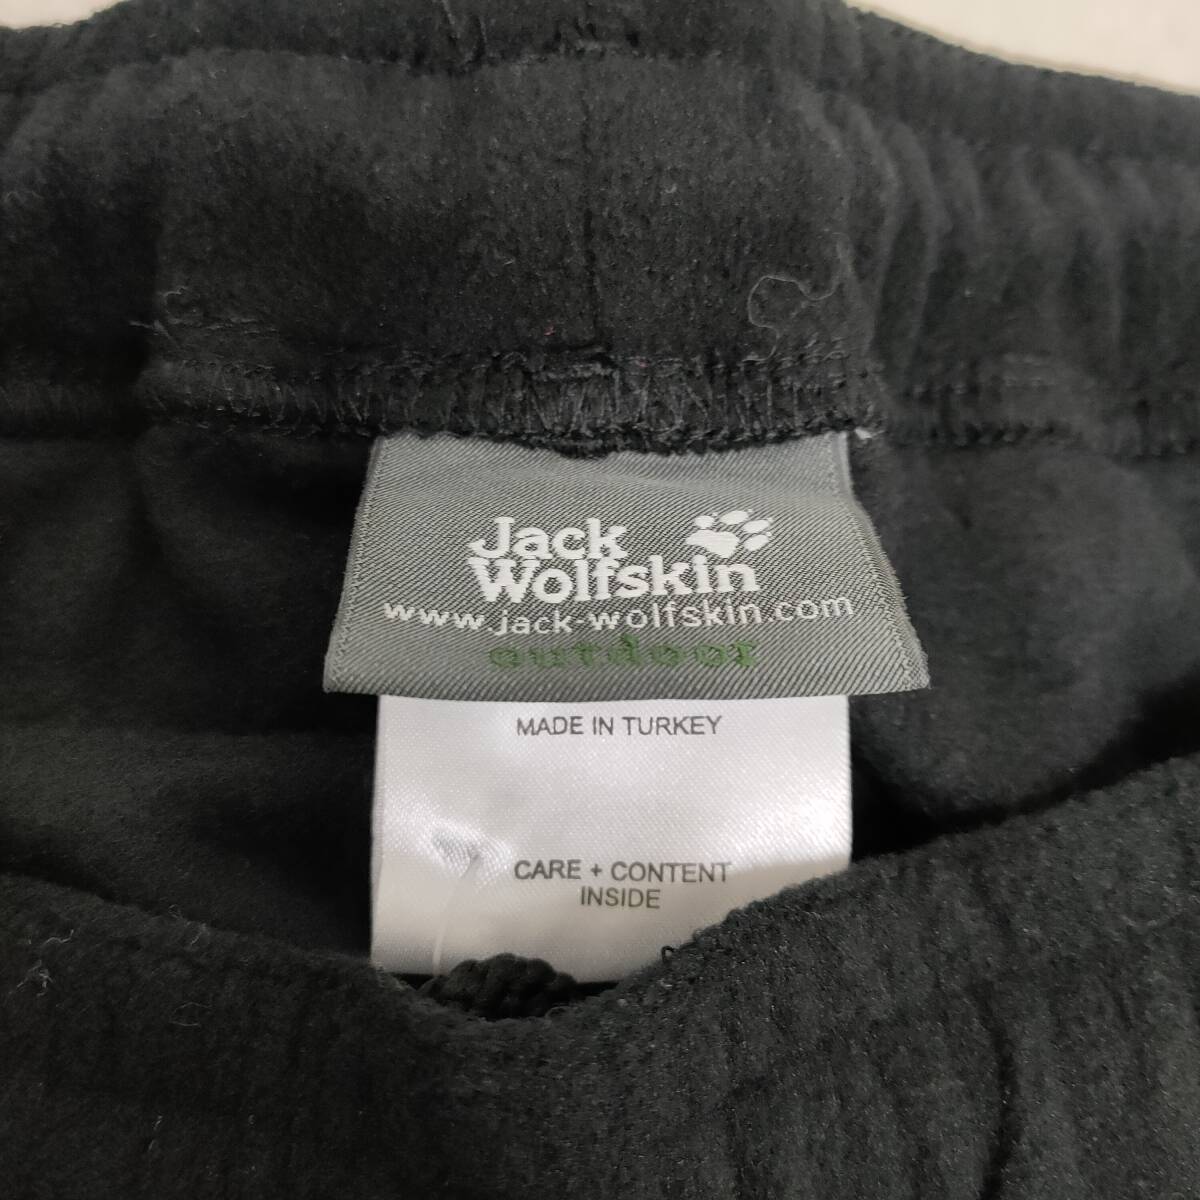 Jack
Wolfskin
www.jack-wolfskin.com
outdoor
MADE IN TURKEY
CARE + CONTENT
INSIDE